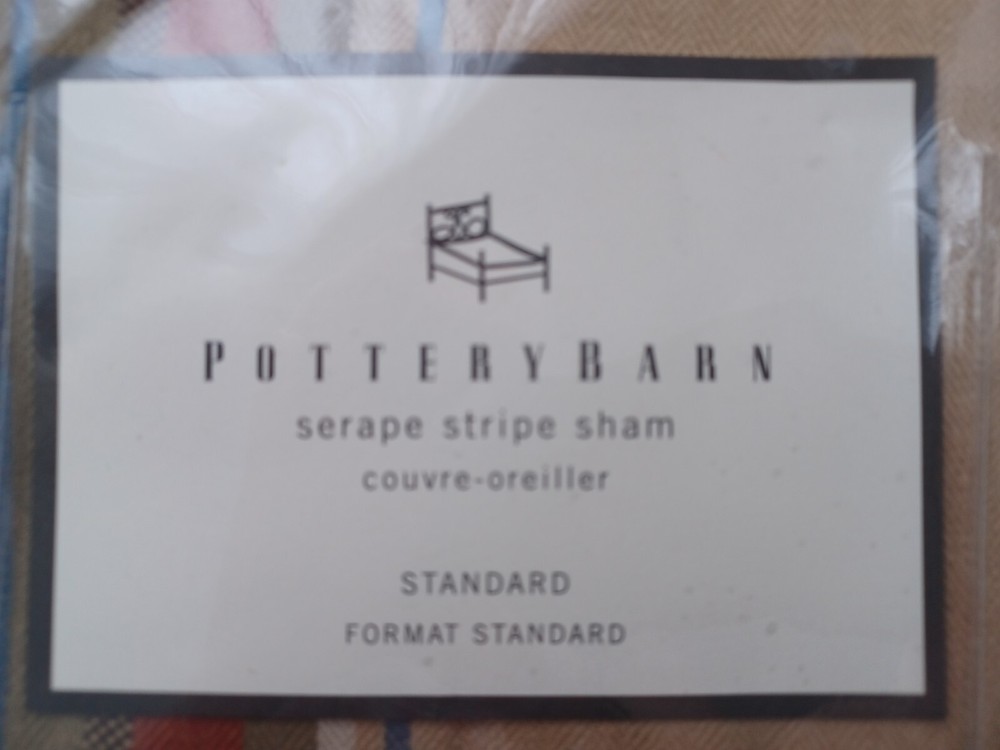 POTTERYBARN
serape stripe sham
couvre-oreiller
STANDARD
FORMAT STANDARD